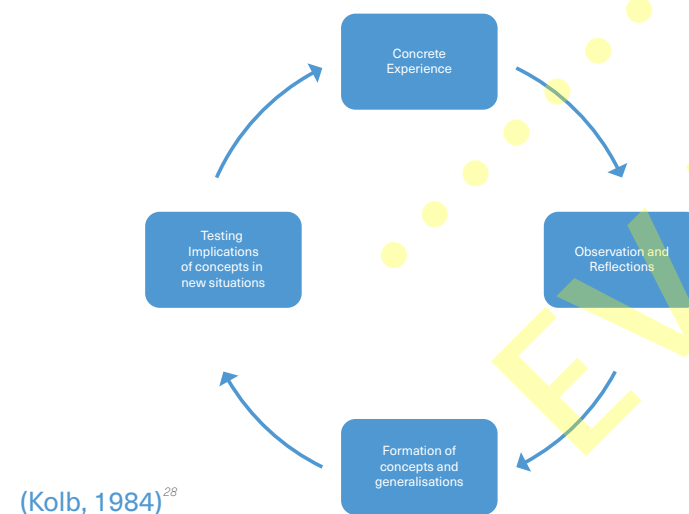 Concrete
Experience
Testing
Implications
of concepts in
new situations
Observation and
Reflections
Formation of
concepts and
generalisations
(Kolb, 1984)28